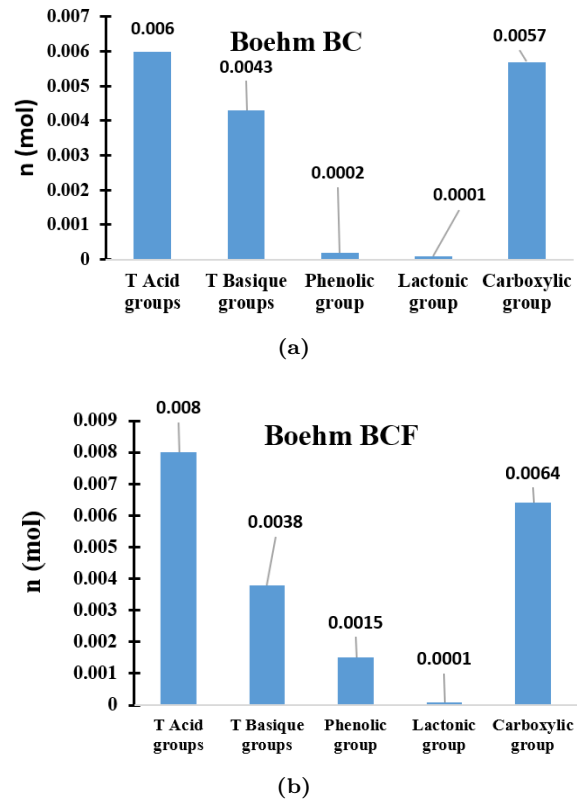 Boehm BC
n (mol)
0.007
0.006
0.005
0.004
0.003
0.002
0.001
0
0.006
0.0043
0.0002
0.0001
0.0057
T Acid
groups
T Basique
groups
Phenolic
group
Lactonic
group
Carboxylic
group
(a)
Boehm BCF
n (mol)
0.009
0.008
0.007
0.006
0.005
0.004
0.003
0.002
0.001
0
0.008
0.0038
0.0015
0.0001
0.0064
T Acid
groups
T Basique
groups
Phenolic
group
Lactonic
group
Carboxylic
group
(b)